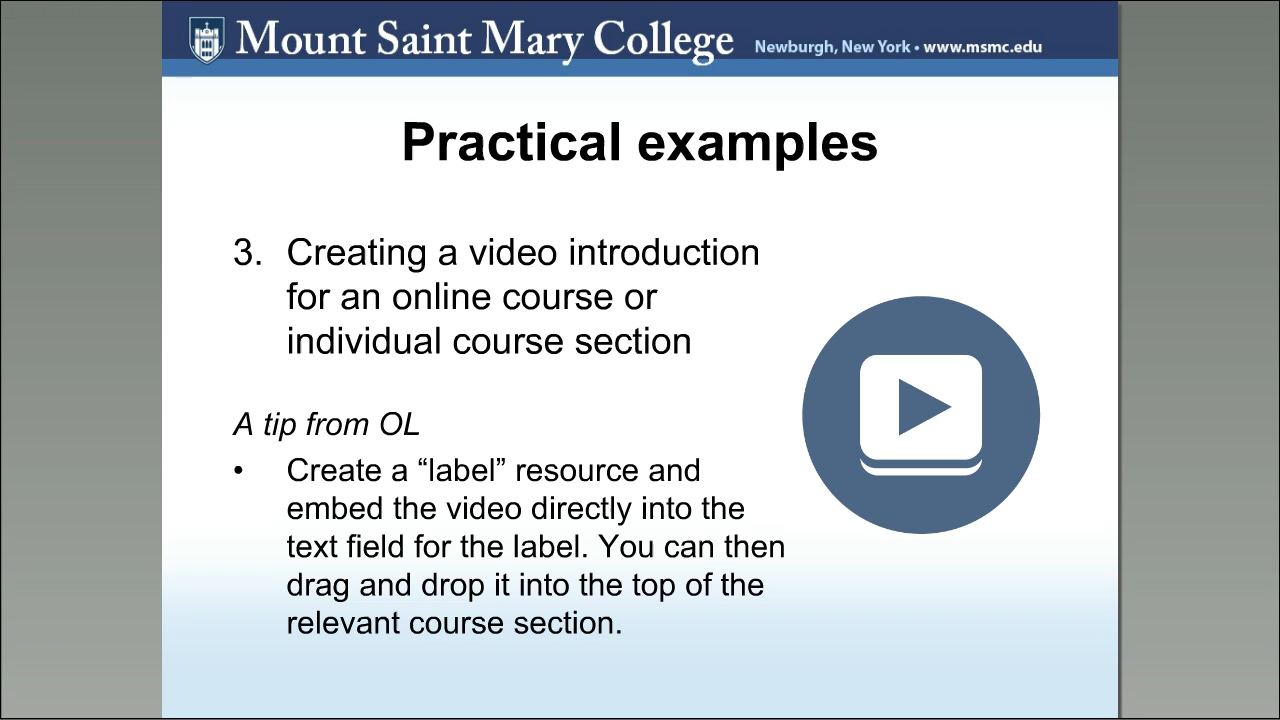 Mount Saint Mary College Newburgh, New York • www.msmc.edu
Practical examples
3. Creating a video introduction
for an online course or
individual course section
A tip from OL
• Create a “label” resource and
embed the video directly into the
text field for the label. You can then
drag and drop it into the top of the
relevant course section.